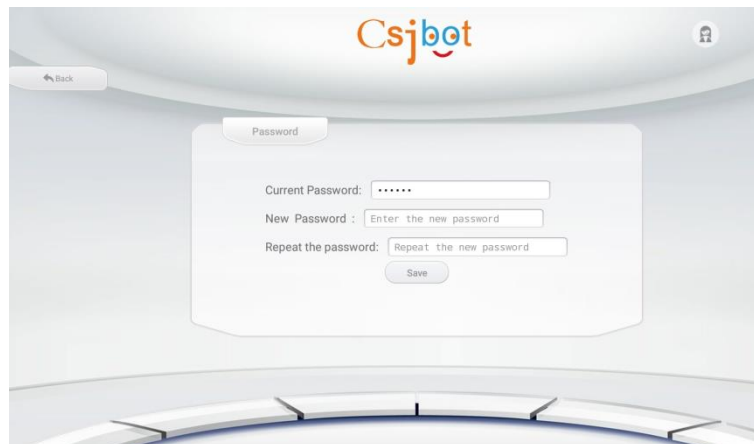 Csjbot
Back
Password
Current Password: ••••••
New Password : Enter the new password
Repeat the password: Repeat the new password
Save